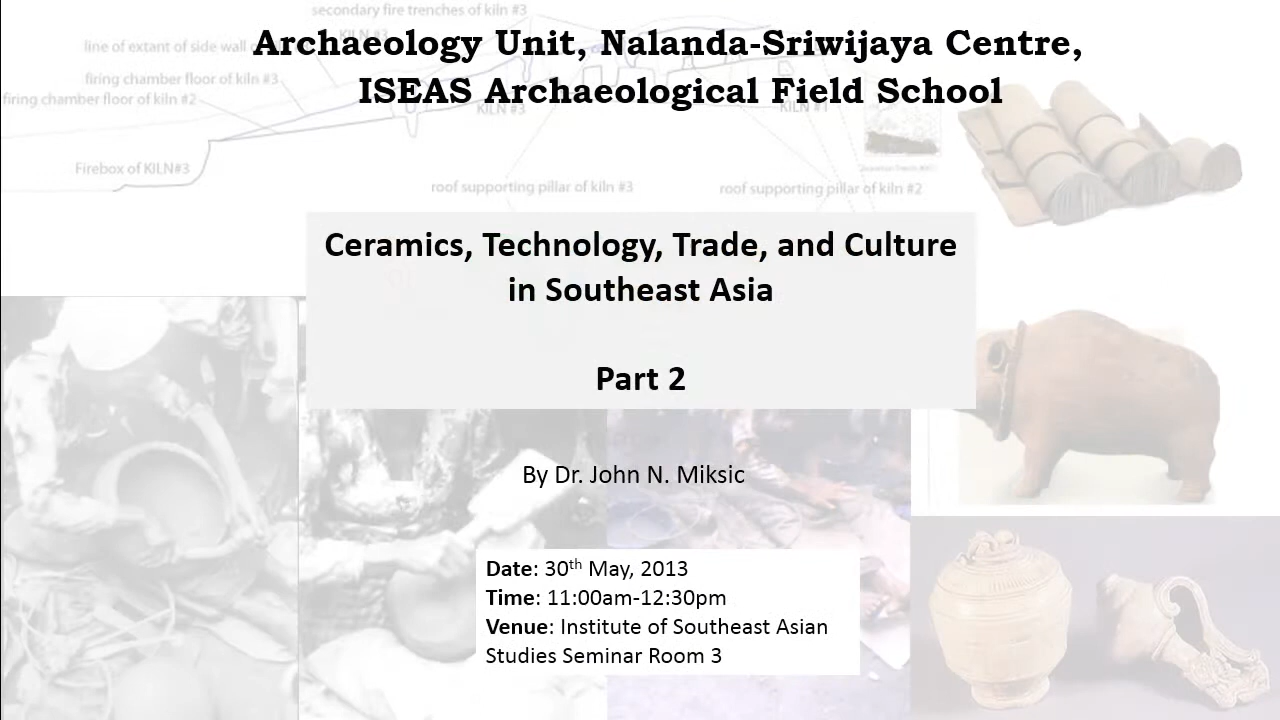 secondary fire trenches of kiln #3
Archaeology Unit, Nalanda-Sriwijaya Centre,
line of extant of side wall
ISEAS Archaeological Field School
firing chamber floor of kiln #3
firing chamber floor of kiln #2
KILN #3
KILN #1
Firebox of KILN#3
roof supporting pillar of kiln #3
roof supporting pillar of kiln #2
Ceramics, Technology, Trade, and Culture
in Southeast Asia
Part 2
By Dr. John N. Miksic
Date: 30th May, 2013
Time: 11:00am-12:30pm
Venue: Institute of Southeast Asian
Studies Seminar Room 3